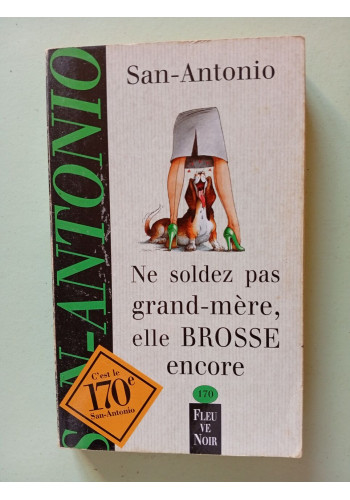 SAN-ANTONIO
San-Antonio
Ne soldez pas
grand-mère,
elle BROSSE
encore
C'est le
170e
San-Antonio
170
FLEU
VE
NOIR